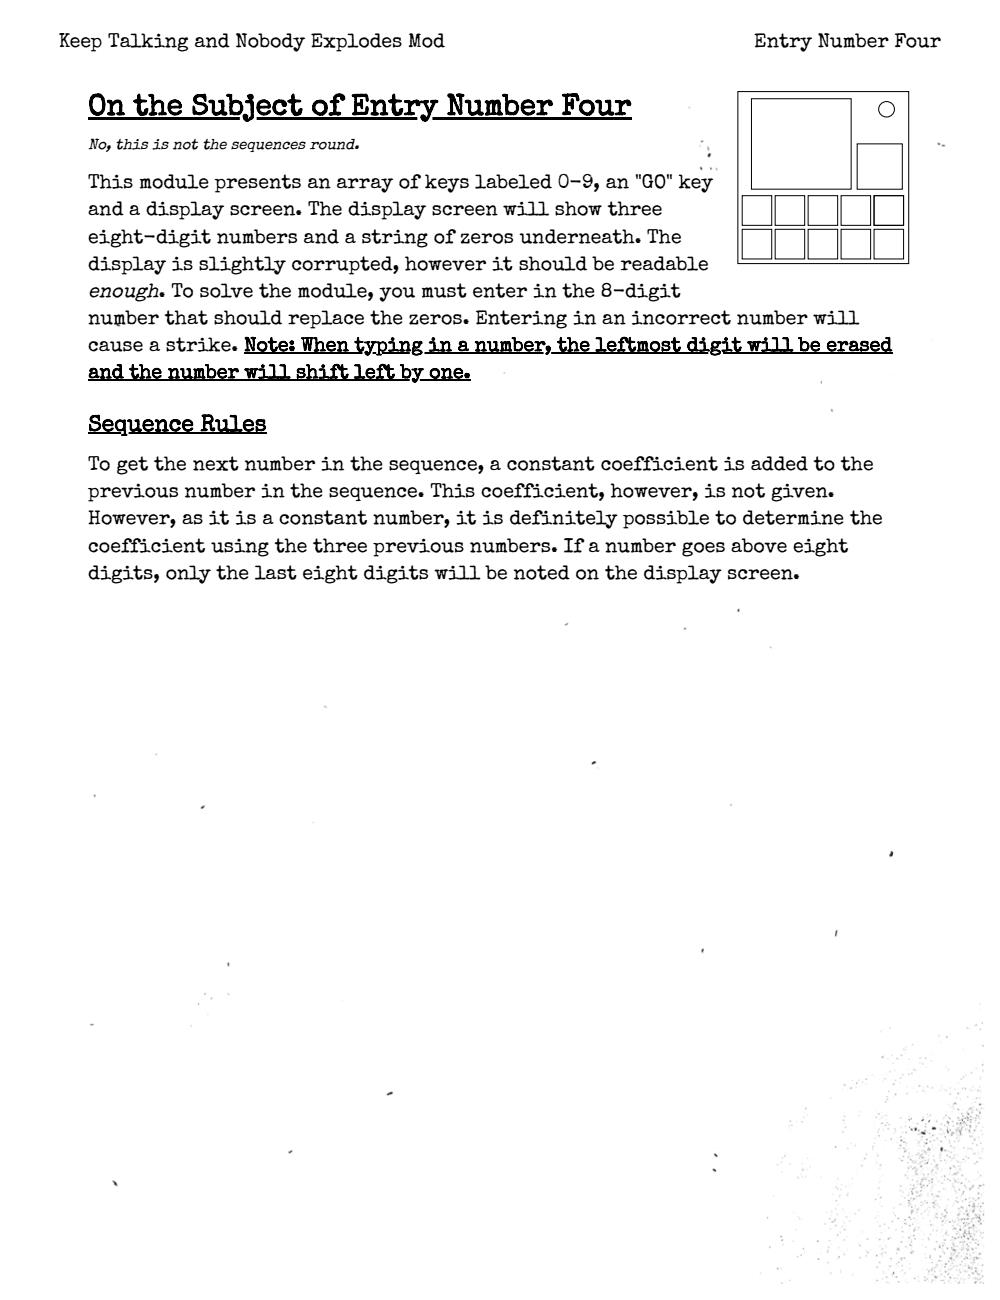 Keep Talking and Nobody Explodes Mod
Entry Number Four
On the Subject of Entry Number Four
No, this is not the sequences round.
This module presents an array of keys labeled 0-9, an "GO" key
and a display screen. The display screen will show three
eight-digit numbers and a string of zeros underneath. The
display is slightly corrupted, however it should be readable
enough. To solve the module, you must enter in the 8-digit
number that should replace the zeros. Entering in an incorrect number will
cause a strike. Note: When typing in a number, the leftmost digit will be erased
and the number will shift left by one.
Sequence Rules
To get the next number in the sequence, a constant coefficient is added to the
previous number in the sequence. This coefficient, however, is not given.
However, as it is a constant number, it is definitely possible to determine the
coefficient using the three previous numbers. If a number goes above eight
digits, only the last eight digits will be noted on the display screen.